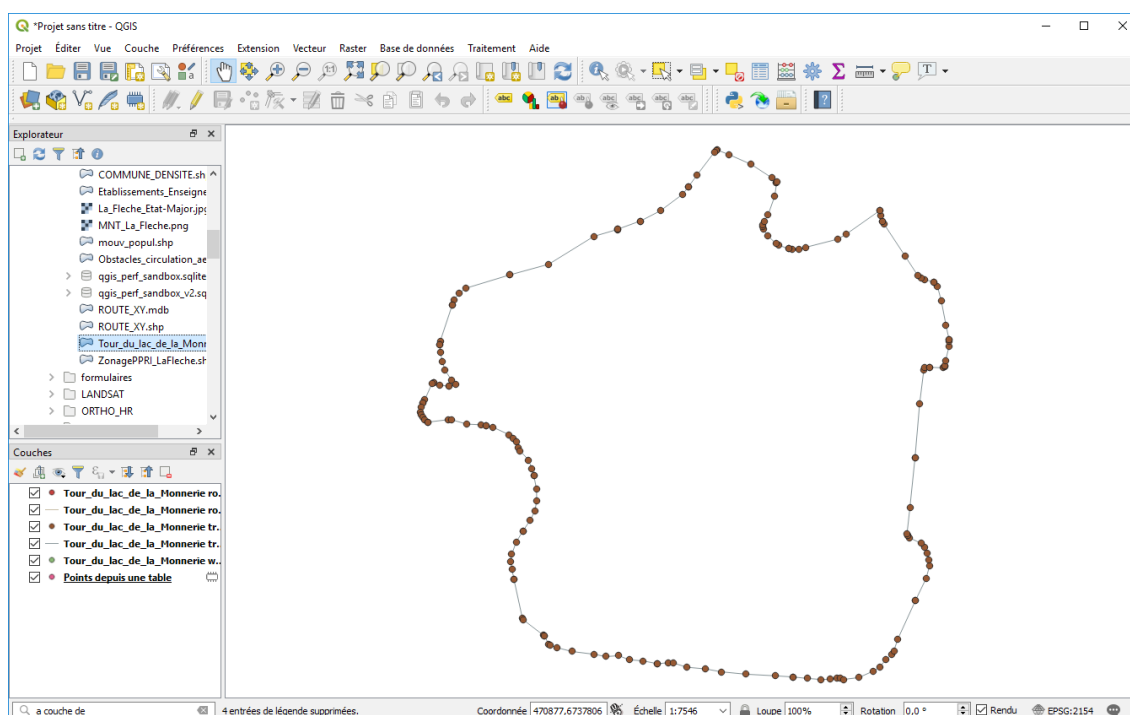 *Projet sans titre - QGIS
Projet Éditer Vue Couche Préférences Extension Vecteur Raster Base de données Traitement Aide
Explorateur
COMMUNE_DENSITE.sh
Etablissements_Enseigne
La_Fleche_Etat-Major.jpg
MNT_La_Fleche.png
mouv_popul.shp
Obstacles_circulation_ae
qgis_perf_sandbox.sqlite
qgis_perf_sandbox_v2.sq
ROUTE_XY.mdb
ROUTE_XY.shp
Tour_du_lac_de_la_Monr
ZonagePPRI_LaFleche.sh
formulaires
LANDSAT
ORTHO_HR
Couches
Tour_du_lac_de_la_Monnerie ro...
Tour_du_lac_de_la_Monnerie ro...
Tour_du_lac_de_la_Monnerie tr...
Tour_du_lac_de_la_Monnerie tr...
Tour_du_lac_de_la_Monnerie w...
Points depuis une table
a couche de 4 entrées de légende supprimées. Coordonnée 470877,6737806 Échelle 1:7546 Loupe 100% Rotation 0,0 ° Rendu EPSG:2154